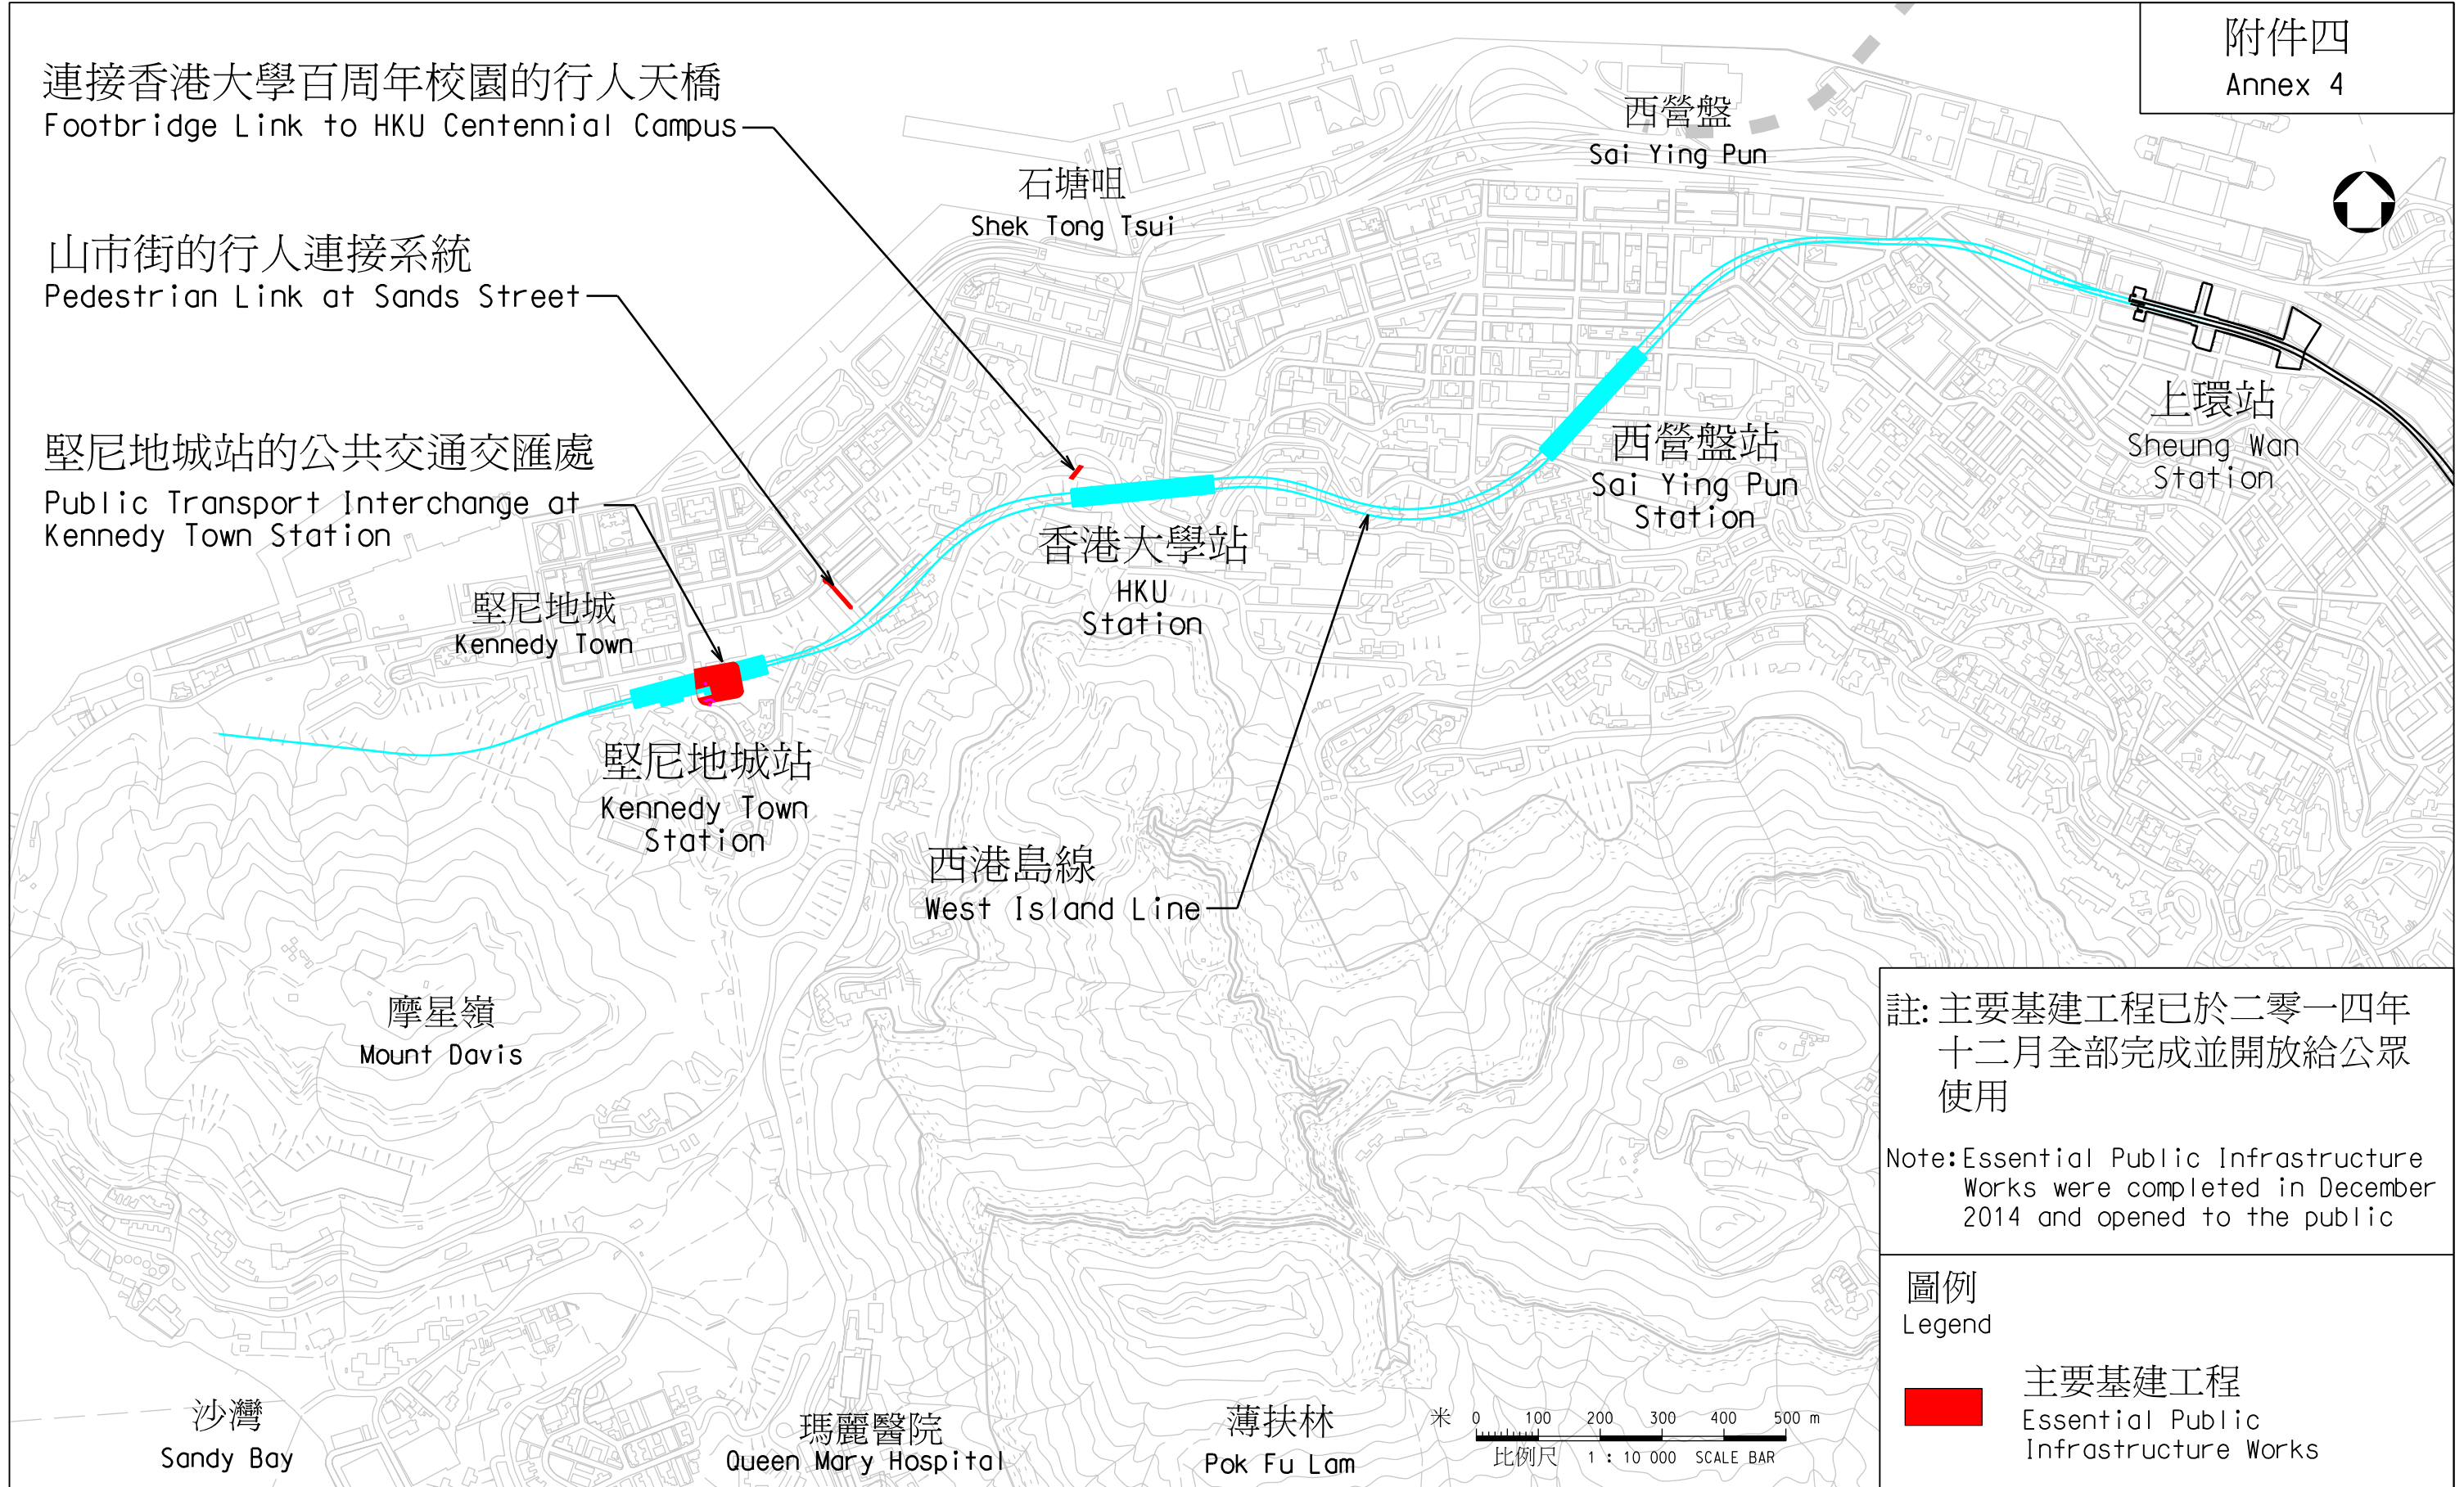 附件四
Annex 4
連接香港大學百周年校園的行人天橋
Footbridge Link to HKU Centennial Campus
山市街的行人連接系統
Pedestrian Link at Sands Street
堅尼地城站的公共交通交匯處
Public Transport Interchange at
Kennedy Town Station
石塘咀
Shek Tong Tsui
西營盤
Sai Ying Pun
上環站
Sheung Wan
Station
西營盤站
Sai Ying Pun
Station
香港大學站
HKU
Station
堅尼地城
Kennedy Town
堅尼地城站
Kennedy Town
Station
西港島線
West Island Line
摩星嶺
Mount Davis
沙灣
Sandy Bay
瑪麗醫院
Queen Mary Hospital
薄扶林
Pok Fu Lam
米 0 100 200 300 400 500 m
比例尺 1 : 10 000 SCALE BAR
註: 主要基建工程已於二零一四年
十二月全部完成並開放給公眾
使用
Note: Essential Public Infrastructure
Works were completed in December
2014 and opened to the public
圖例
Legend
主要基建工程
Essential Public
Infrastructure Works